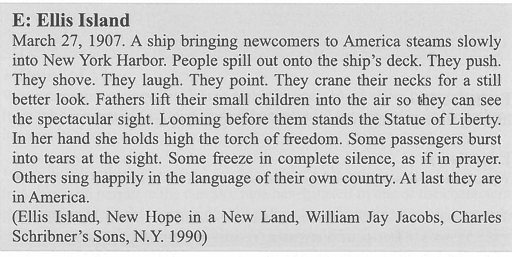 E: Ellis Island
March 27, 1907. A ship bringing newcomers to America steams slowly
into New York Harbor. People spill out onto the ship's deck. They push.
They shove. They laugh. They point. They crane their necks for a still
better look. Fathers lift their small children into the air so they can see
the spectacular sight. Looming before them stands the Statue of Liberty.
In her hand she holds high the torch of freedom. Some passengers burst
into tears at the sight. Some freeze in complete silence, as if in prayer.
Others sing happily in the language of their own country. At last they are
in America.
(Ellis Island, New Hope in a New Land, William Jay Jacobs, Charles
Scribner's Sons, N.Y. 1990)